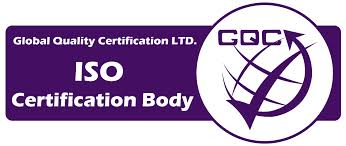 Global Quality Certification LTD.
GQC
ISO
Certification Body